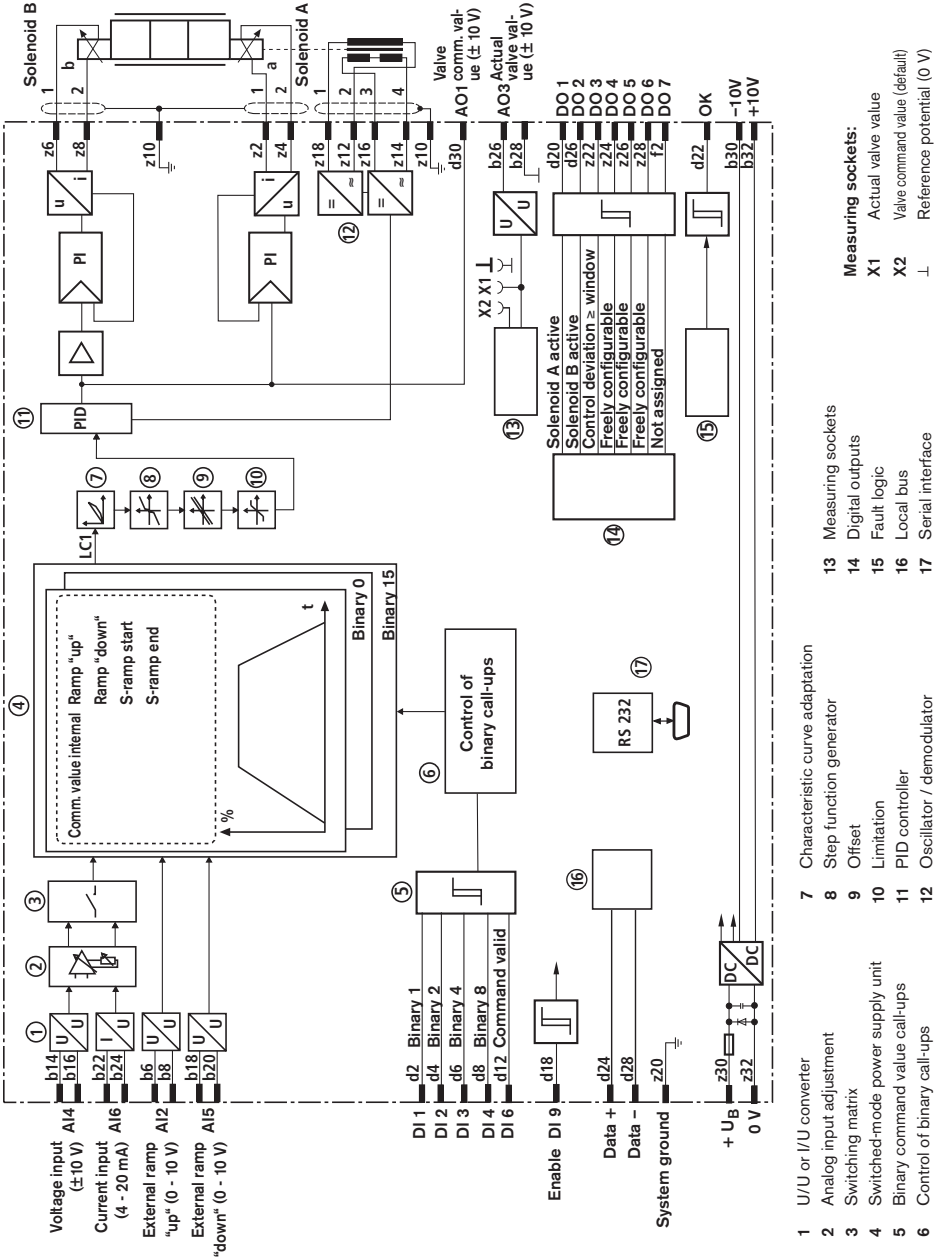 Voltage input
(±10 V)
AI4
b14
b16
Current input
(4 - 20 mA)
AI6
b22
b24
External ramp
"up“ (0 - 10 V)
AI2
b6
b8
External ramp
"down“ (0 - 10 V)
AI5
b18
b20
1
U
U
I
U
U
U
U
U
2
3
4
Comm. value internal
Ramp “up“
Ramp “down“
S-ramp start
S-ramp end
%
t
Binary 0
Binary 15
LC1
7
8
9
10
11
PID
PI
u
i
PI
u
i
z6
z8
z10
z2
z4
z18
z12
z16
z14
z10
d30
12
=
≈
=
≈
Solenoid B
b
1
2
Solenoid A
a
1
2
1
2
3
4
Valve
AO1 comm. val-
ue (± 10 V)
AO3 Actual
valve val-
ue (± 10 V)
b26
b28
U
U
X2 X1 ⊥
13
DI 1 d2 Binary 1
DI 2 d4 Binary 2
DI 3 d6 Binary 4
DI 4 d8 Binary 8
DI 6 d12 Command valid
5
6
Control of
binary call-ups
14
Solenoid A active d20 DO 1
Solenoid B active d26 DO 2
Control deviation ≥ window z22 DO 3
Freely configurable z24 DO 4
Freely configurable z26 DO 5
Freely configurable z28 DO 6
Not assigned f2 DO 7
Enable DI 9 d18
15
d22 OK
Data + d24
Data – d28
16
System ground z20
RS 232
17
+ UB z30
0 V z32
DC
DC
b30 –10V
b32 +10V
1 U/U or I/U converter
2 Analog input adjustment
3 Switching matrix
4 Switched-mode power supply unit
5 Binary command value call-ups
6 Control of binary call-ups
7 Characteristic curve adaptation
8 Step function generator
9 Offset
10 Limitation
11 PID controller
12 Oscillator / demodulator
13 Measuring sockets
14 Digital outputs
15 Fault logic
16 Local bus
17 Serial interface
Measuring sockets:
X1 Actual valve value
X2 Valve command value (default)
⊥ Reference potential (0 V)